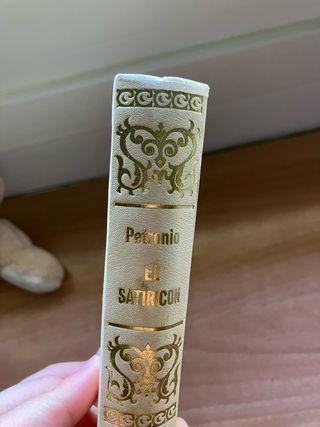 Petronio
EL
SATIRICON